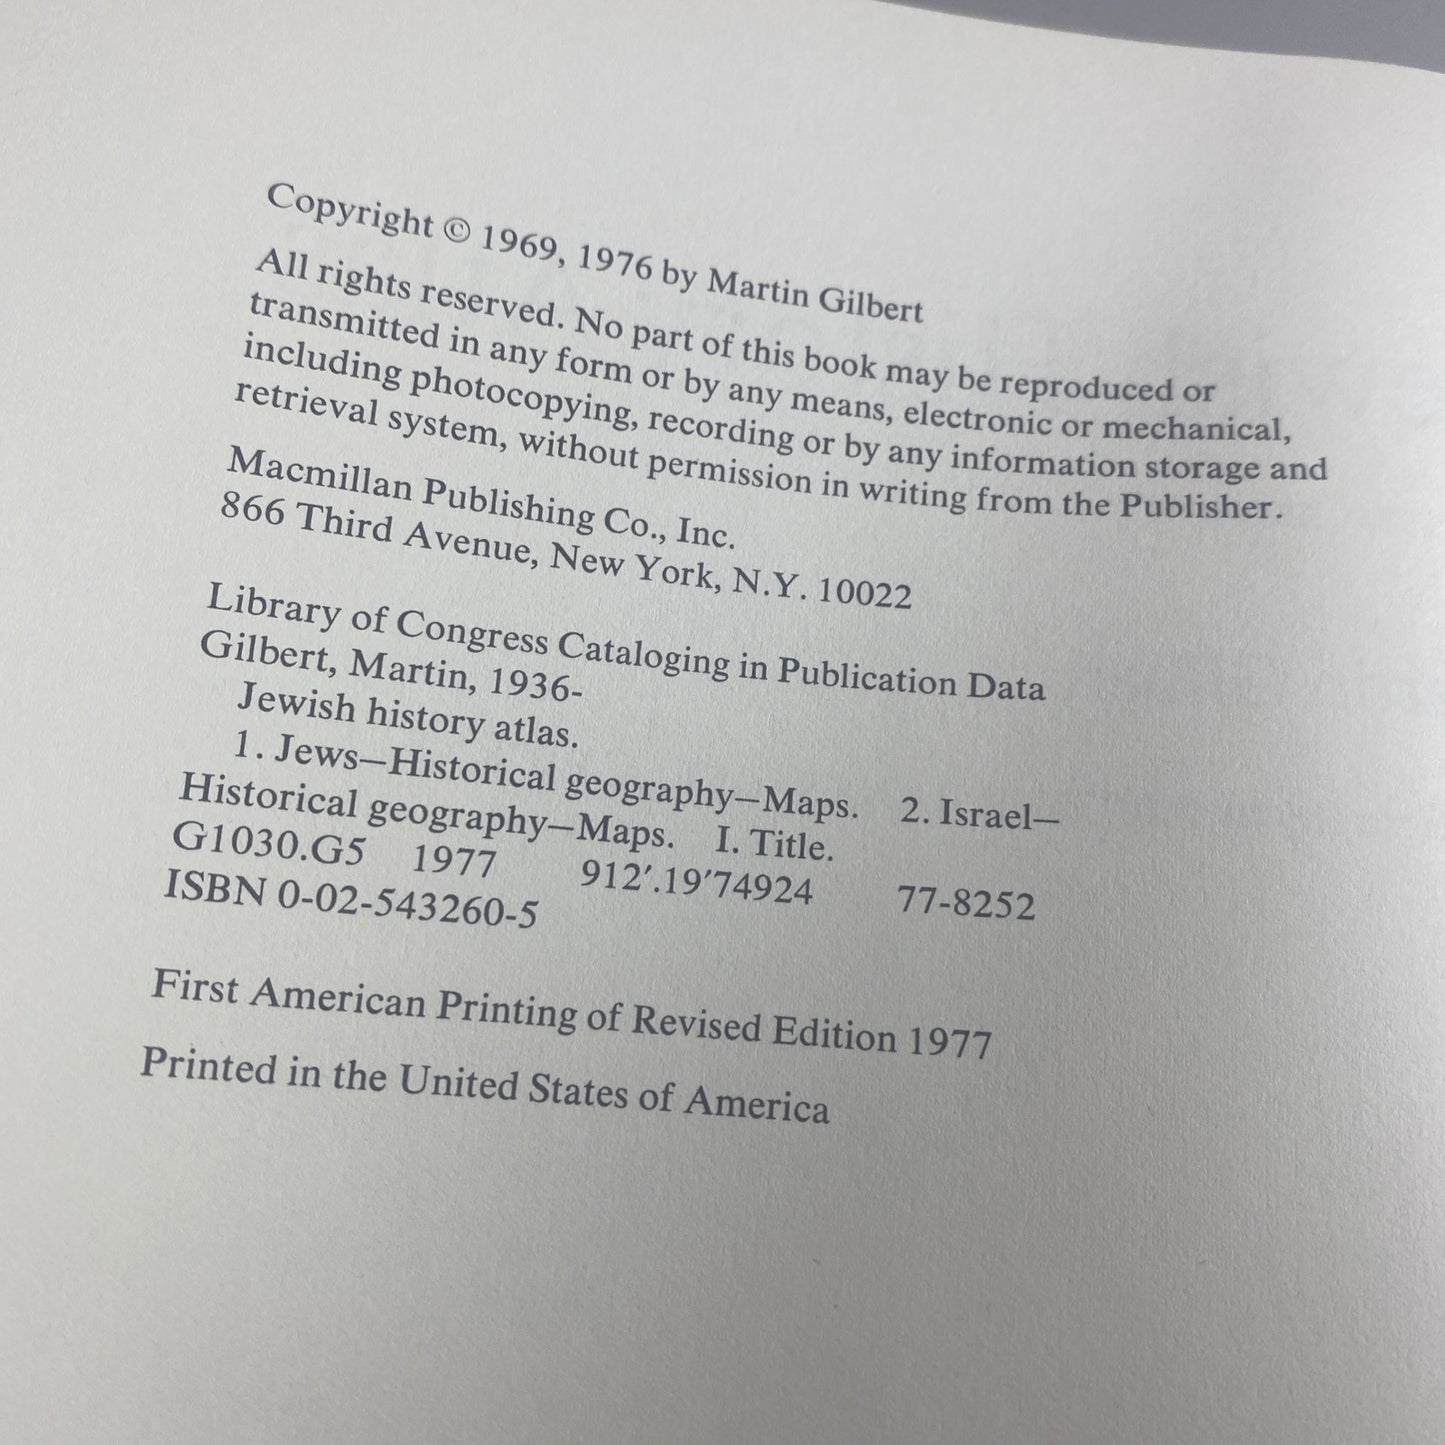 Copyright © 1969, 1976 by Martin Gilbert
All rights reserved. No part of this book may be reproduced or
transmitted in any form or by any means, electronic or mechanical,
including photocopying, recording or by any information storage and
retrieval system, without permission in writing from the Publisher.
Macmillan Publishing Co., Inc.
866 Third Avenue, New York, N.Y. 10022
Library of Congress Cataloging in Publication Data
Gilbert, Martin, 1936-
Jewish history atlas.
1. Jews—Historical geography—Maps. 2. Israel—
Historical geography—Maps. I. Title.
G1030.G5 1977 912′.19′74924 77-8252
ISBN 0-02-543260-5
First American Printing of Revised Edition 1977
Printed in the United States of America